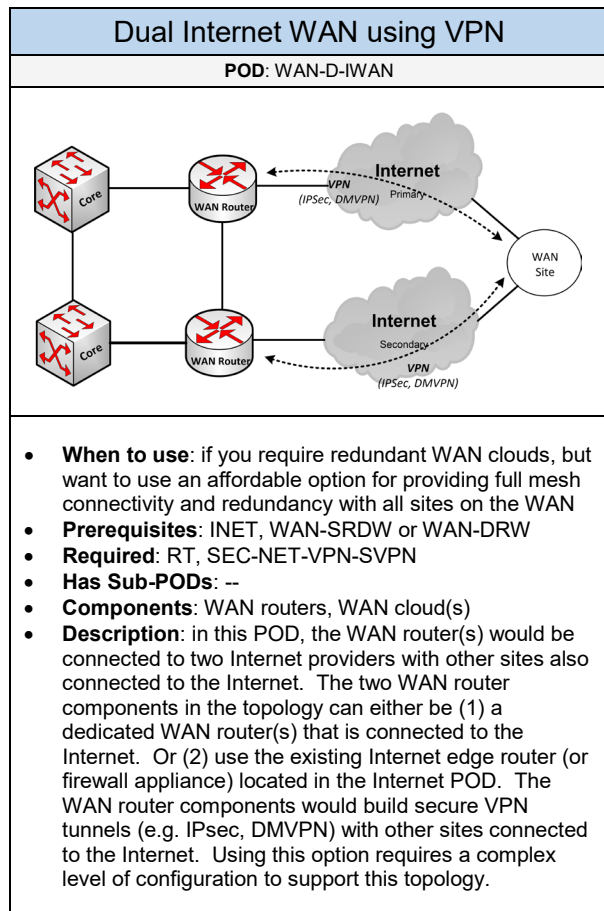 Dual Internet WAN using VPN
POD: WAN-D-IWAN
Core
WAN Router
VPN
(IPSec, DMVPN)
Internet
Primary
WAN
Site
Core
WAN Router
Internet
Secondary
VPN
(IPSec, DMVPN)
• When to use: if you require redundant WAN clouds, but
want to use an affordable option for providing full mesh
connectivity and redundancy with all sites on the WAN
• Prerequisites: INET, WAN-SRDW or WAN-DRW
• Required: RT, SEC-NET-VPN-SVPN
• Has Sub-PODs: --
• Components: WAN routers, WAN cloud(s)
• Description: in this POD, the WAN router(s) would be
connected to two Internet providers with other sites also
connected to the Internet.  The two WAN router
components in the topology can either be (1) a
dedicated WAN router(s) that is connected to the
Internet.  Or (2) use the existing Internet edge router (or
firewall appliance) located in the Internet POD.  The
WAN router components would build secure VPN
tunnels (e.g. IPsec, DMVPN) with other sites connected
to the Internet.  Using this option requires a complex
level of configuration to support this topology.